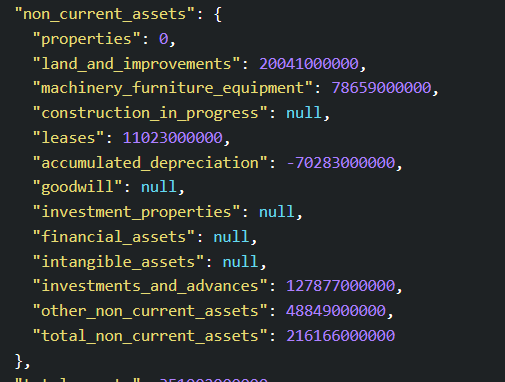 "non_current_assets": {
"properties": 0,
"land_and_improvements": 20041000000,
"machinery_furniture_equipment": 78659000000,
"construction_in_progress": null,
"leases": 11023000000,
"accumulated_depreciation": -70283000000,
"goodwill": null,
"investment_properties": null,
"financial_assets": null,
"intangible_assets": null,
"investments_and_advances": 127877000000,
"other_non_current_assets": 48849000000,
"total_non_current_assets": 216166000000
},